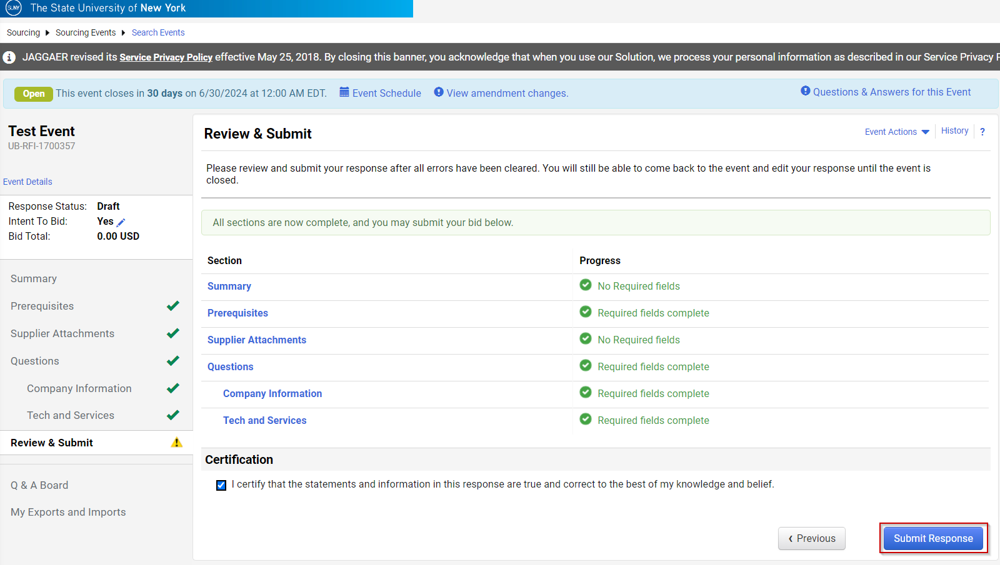 SUNY The State University of New York
Sourcing Sourcing Events Search Events
JAGGAER revised its Service Privacy Policy effective May 25, 2018. By closing this banner, you acknowledge that when you use our Solution, we process your personal information as described in our Service Privacy P
Open This event closes in 30 days on 6/30/2024 at 12:00 AM EDT. Event Schedule View amendment changes. Questions & Answers for this Event
Test Event
UB-RFI-1700357
Event Details
Response Status: Draft
Intent To Bid: Yes
Bid Total: 0.00 USD
Summary
Prerequisites
Supplier Attachments
Questions
Company Information
Tech and Services
Review & Submit
Q & A Board
My Exports and Imports
Review & Submit
Event Actions History ?
Please review and submit your response after all errors have been cleared. You will still be able to come back to the event and edit your response until the event is
closed.
All sections are now complete, and you may submit your bid below.
Section Progress
Summary No Required fields
Prerequisites Required fields complete
Supplier Attachments No Required fields
Questions Required fields complete
Company Information Required fields complete
Tech and Services Required fields complete
Certification
I certify that the statements and information in this response are true and correct to the best of my knowledge and belief.
‹ Previous Submit Response